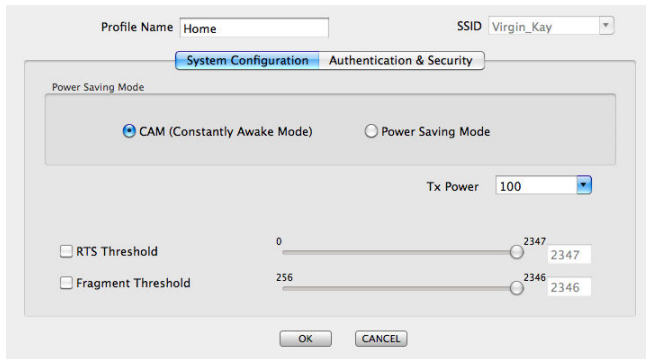 Profile Name Home SSID Virgin_Kay
System Configuration Authentication & Security
Power Saving Mode
CAM (Constantly Awake Mode) Power Saving Mode
Tx Power 100
RTS Threshold 0 2347 2347
Fragment Threshold 256 2346 2346
OK CANCEL